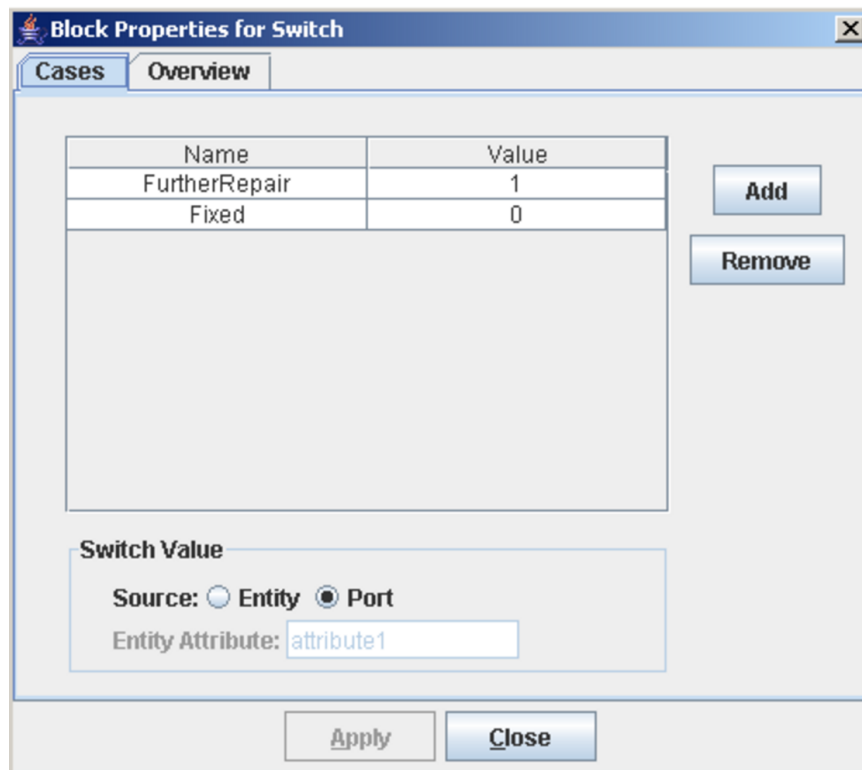 Block Properties for Switch
Cases Overview
Name Value
FurtherRepair 1
Fixed 0
Add
Remove
Switch Value
Source: Entity Port
Entity Attribute: attribute1
Apply Close